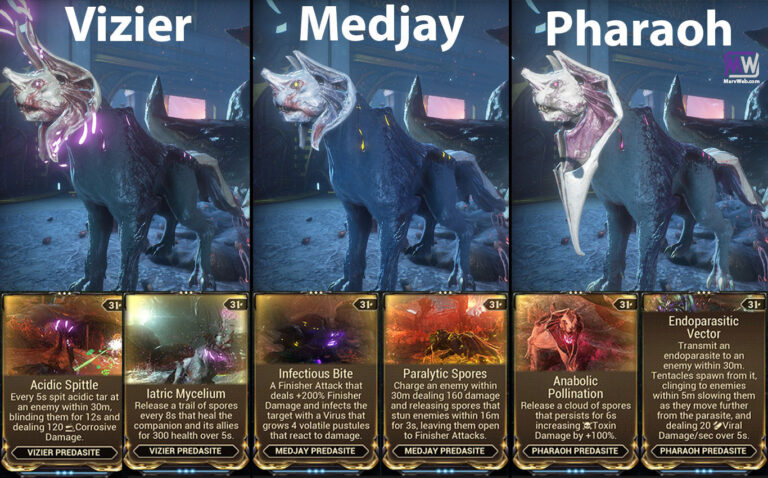 Vizier
Medjay
Pharaoh
MW
MarvWeb.com
31
Acidic Spittle
Every 5s spit acidic tar at
an enemy within 30m,
blinding them for 12s and
dealing 120 Corrosive
Damage.
VIZIER PREDASITE
31
Iatric Mycelium
Release a trail of spores
every 8s that heal the
companion and its allies
for 300 health over 5s.
VIZIER PREDASITE
31
Infectious Bite
A Finisher Attack that
deals +200% Finisher
Damage and infects the
target with a Virus that
grows 4 volatile pustules
that react to damage.
MEDJAY PREDASITE
31
Paralytic Spores
Charge an enemy within
30m dealing 160 damage
and releasing spores that
stun enemies within 16m
for 3s, leaving them open
to Finisher Attacks.
MEDJAY PREDASITE
31
Anabolic
Pollination
Release a cloud of spores
that persists for 6s
increasing Toxin
Damage by +100%.
PHARAOH PREDASITE
31
Endoparasitic
Vector
Transmit an
endoparasite to an
enemy within 30m.
Tentacles spawn from it,
clinging to enemies
within 5m slowing them
as they move further
from the parasite, and
dealing 20 Viral
Damage/sec over 5s.
PHARAOH PREDASITE